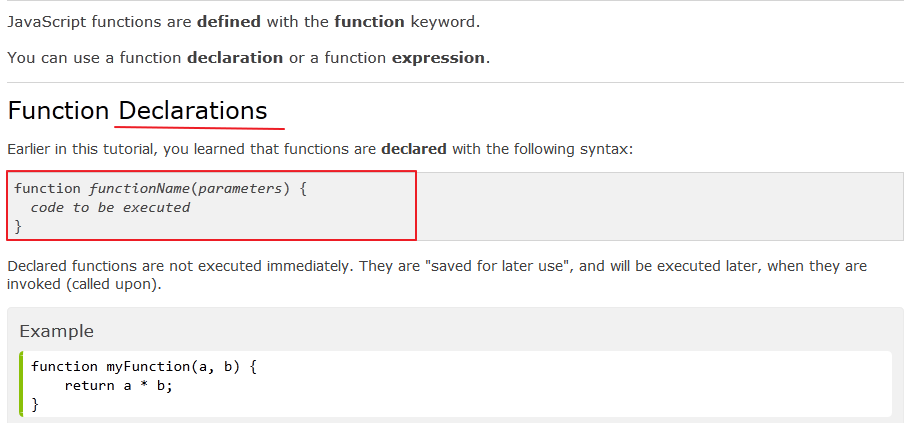 JavaScript functions are defined with the function keyword.
You can use a function declaration or a function expression.
Function Declarations
Earlier in this tutorial, you learned that functions are declared with the following syntax:
function functionName(parameters) {
  code to be executed
}
Declared functions are not executed immediately. They are "saved for later use", and will be executed later, when they are
invoked (called upon).
Example
function myFunction(a, b) {
    return a * b;
}